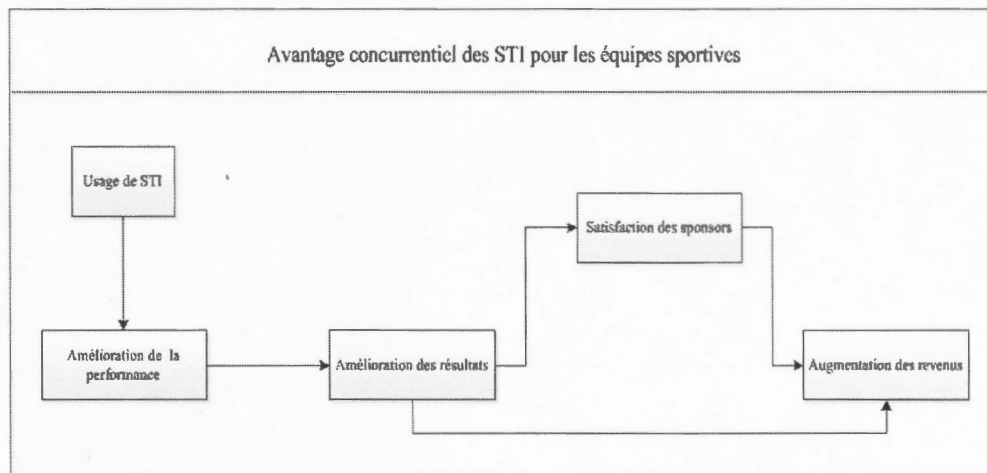 Avantage concurrentiel des STI pour les équipes sportives
Usage de STI
Satisfaction des sponsors
Amélioration de la
performance
Amélioration des résultats
Augmentation des revenus